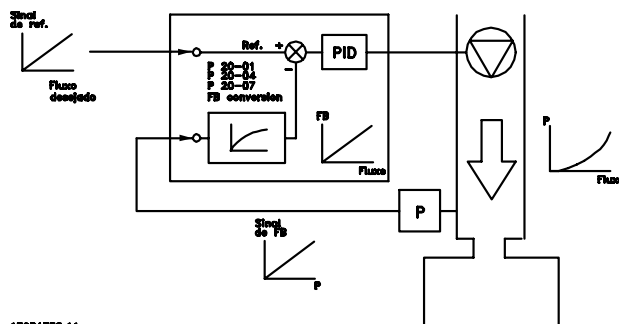 Sinal
de ref.
Fluxo
desejado
Ref.
+
−
PID
P 20-01
P 20-04
P 20-07
FB conversion
FB
Fluxo
P
Fluxo
P
Sinal
de FB
P